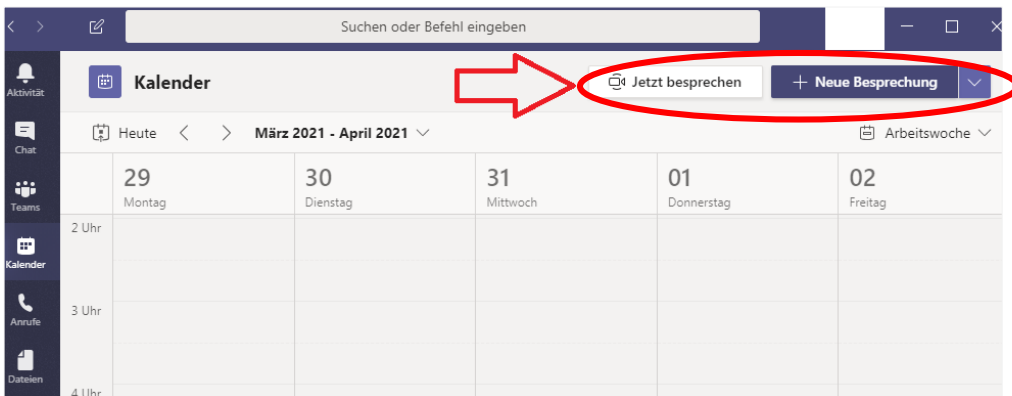 Suchen oder Befehl eingeben
Aktivität
Kalender
Jetzt besprechen
+ Neue Besprechung
Heute
März 2021 - April 2021
Arbeitswoche
Chat
29
Montag
30
Dienstag
31
Mittwoch
01
Donnerstag
02
Freitag
Teams
2 Uhr
Kalender
3 Uhr
Anrufe
Dateien
4 Uhr